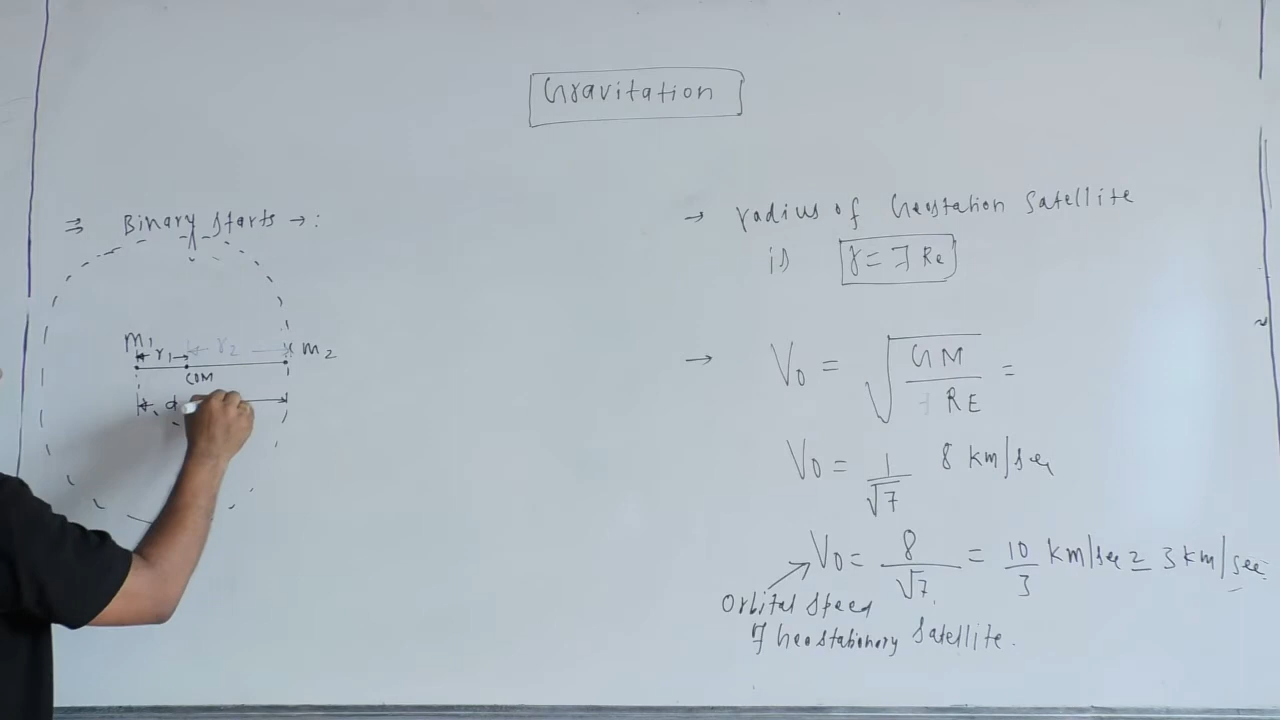 Gravitation
⇒ Binary Starts → :
m1 r1 r2 m2
COM
d
→ radius of Geostation Satellite
is r = 7 Re
→ V0 = √(GM / 7 RE) =
V0 = 1/√7 8 km/sec
V0 = 8/√7 = 10/3 km/sec ≃ 3 km/sec
Orbital Speed
of Geostationary Satellite.